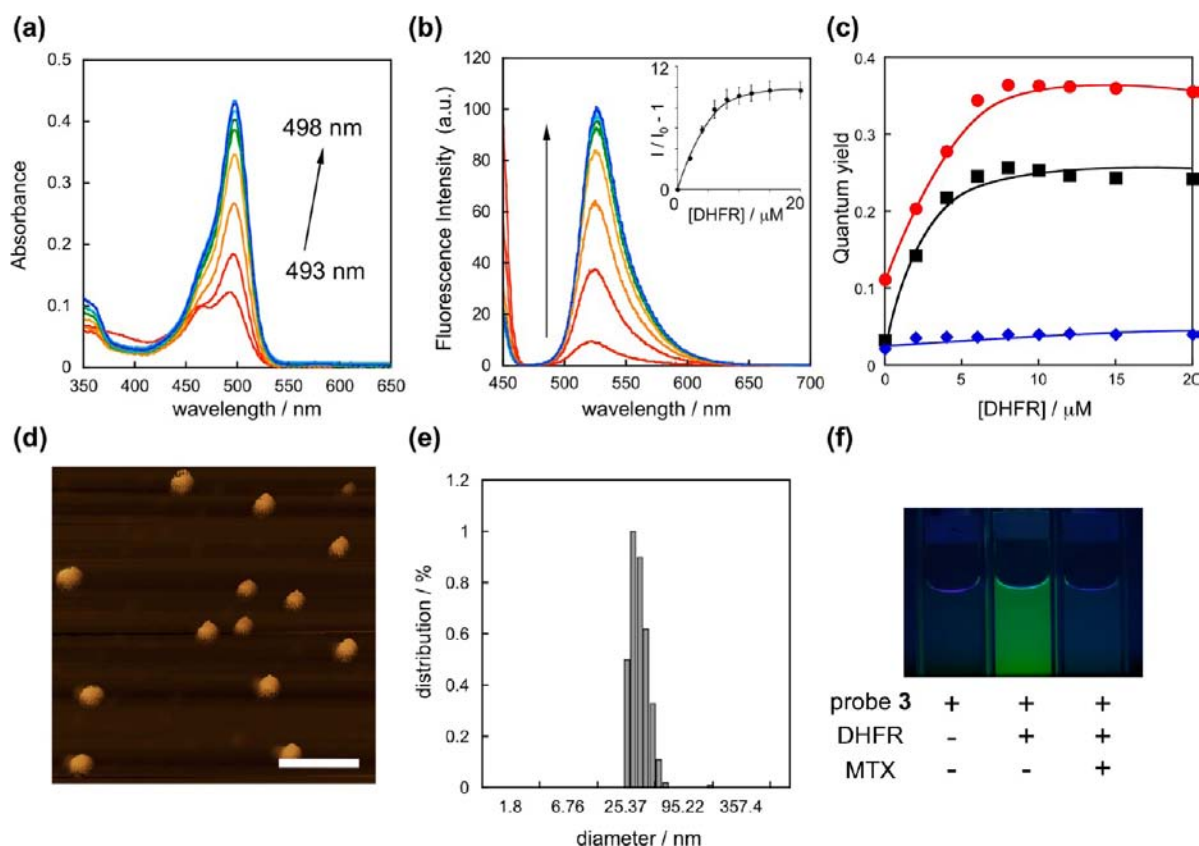 (a)
0.5
0.4
0.3
0.2
0.1
0
Absorbance
498 nm
493 nm
350 400 450 500 550 600 650
wavelength / nm
(b)
120
100
80
60
40
20
0
Fluorescence Intensity (a.u.)
12
0
I / I0 - 1
0 20
[DHFR] / μM
450 500 550 600 650 700
wavelength / nm
(c)
0.4
0.3
0.2
0.1
0
Quantum yield
0 5 10 15 20
[DHFR] / μM
(d)
(e)
1.2
1
0.8
0.6
0.4
0.2
0
distribution / %
1.8 6.76 25.37 95.22 357.4
diameter / nm
(f)
probe 3 + + +
DHFR - + +
MTX - - +